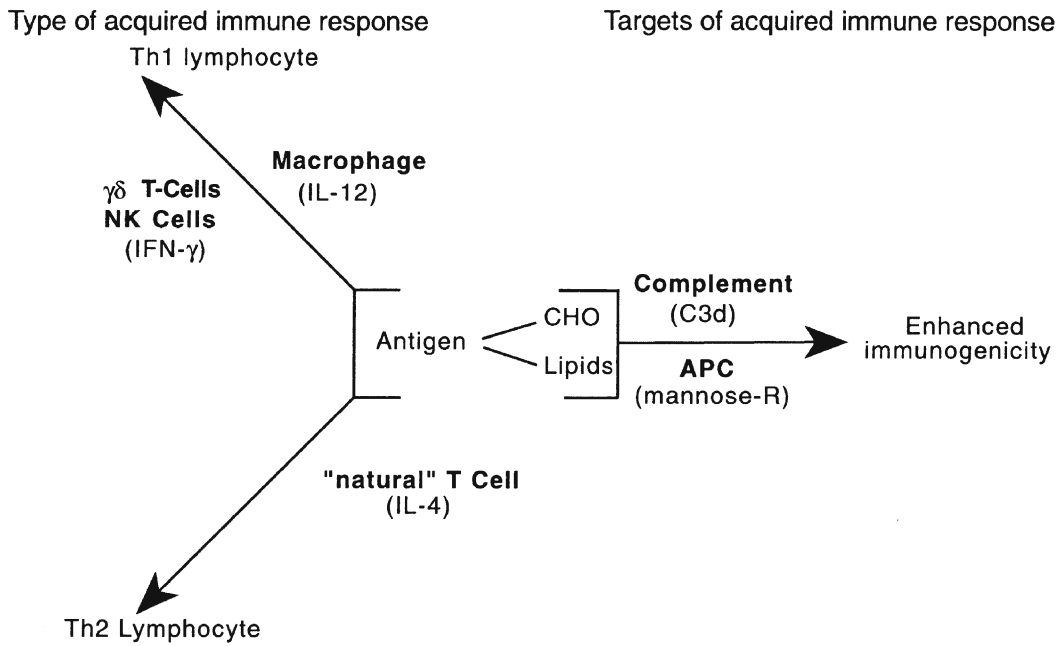 Type of acquired immune response
Targets of acquired immune response
Th1 lymphocyte
Macrophage
(IL-12)
γδ T-Cells
NK Cells
(IFN-γ)
Antigen
CHO
Lipids
Complement
(C3d)
APC
(mannose-R)
Enhanced
immunogenicity
"natural" T Cell
(IL-4)
Th2 Lymphocyte